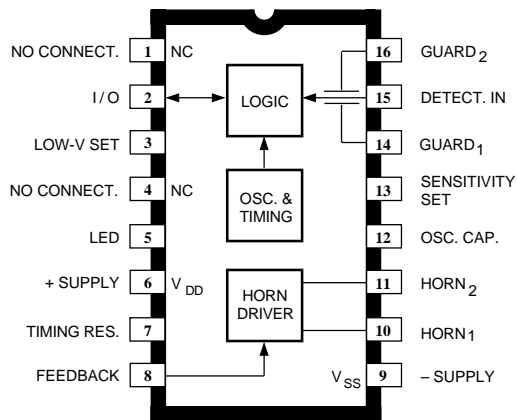 NO CONNECT. 1 NC
I/O 2
LOW-V SET 3
NO CONNECT. 4 NC
LED 5
+ SUPPLY 6 VDD
TIMING RES. 7
FEEDBACK 8
LOGIC
OSC. &
TIMING
HORN
DRIVER
16 GUARD2
15 DETECT. IN
14 GUARD1
13 SENSITIVITY
SET
12 OSC. CAP.
11 HORN2
10 HORN1
VSS 9 – SUPPLY